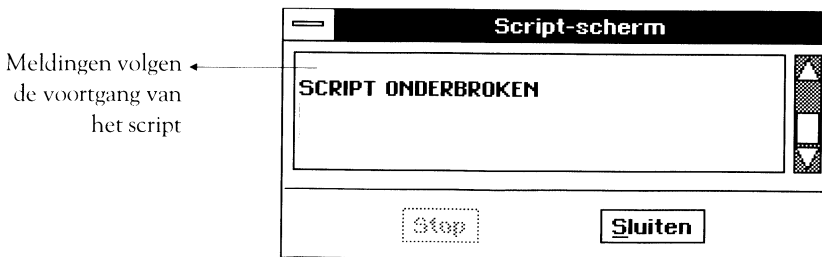 Script-scherm
Meldingen volgen
de voortgang van
het script
SCRIPT ONDERBROKEN
Stop
Sluiten